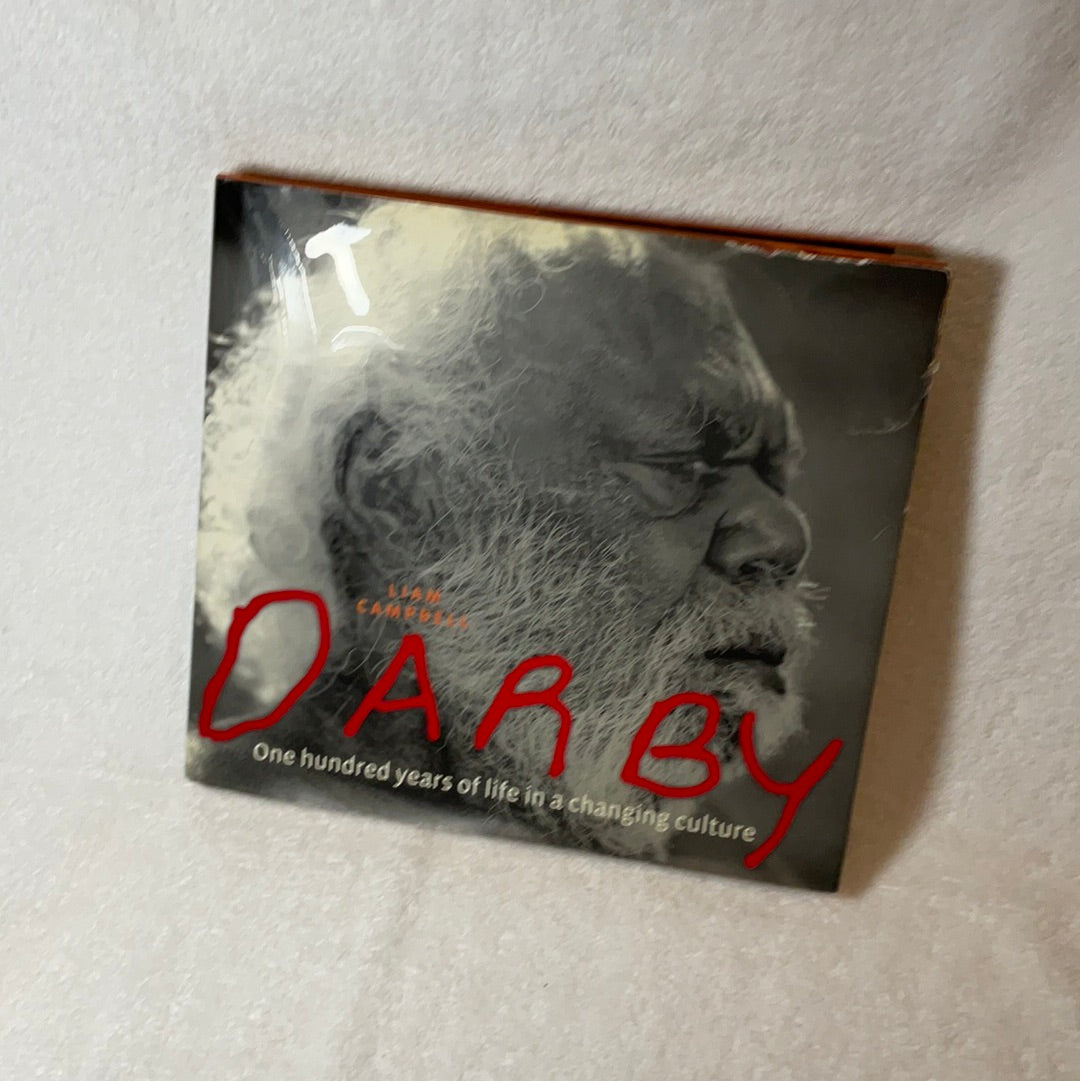 LIAM
CAMPBELL
DARBY
One hundred years of life in a changing culture